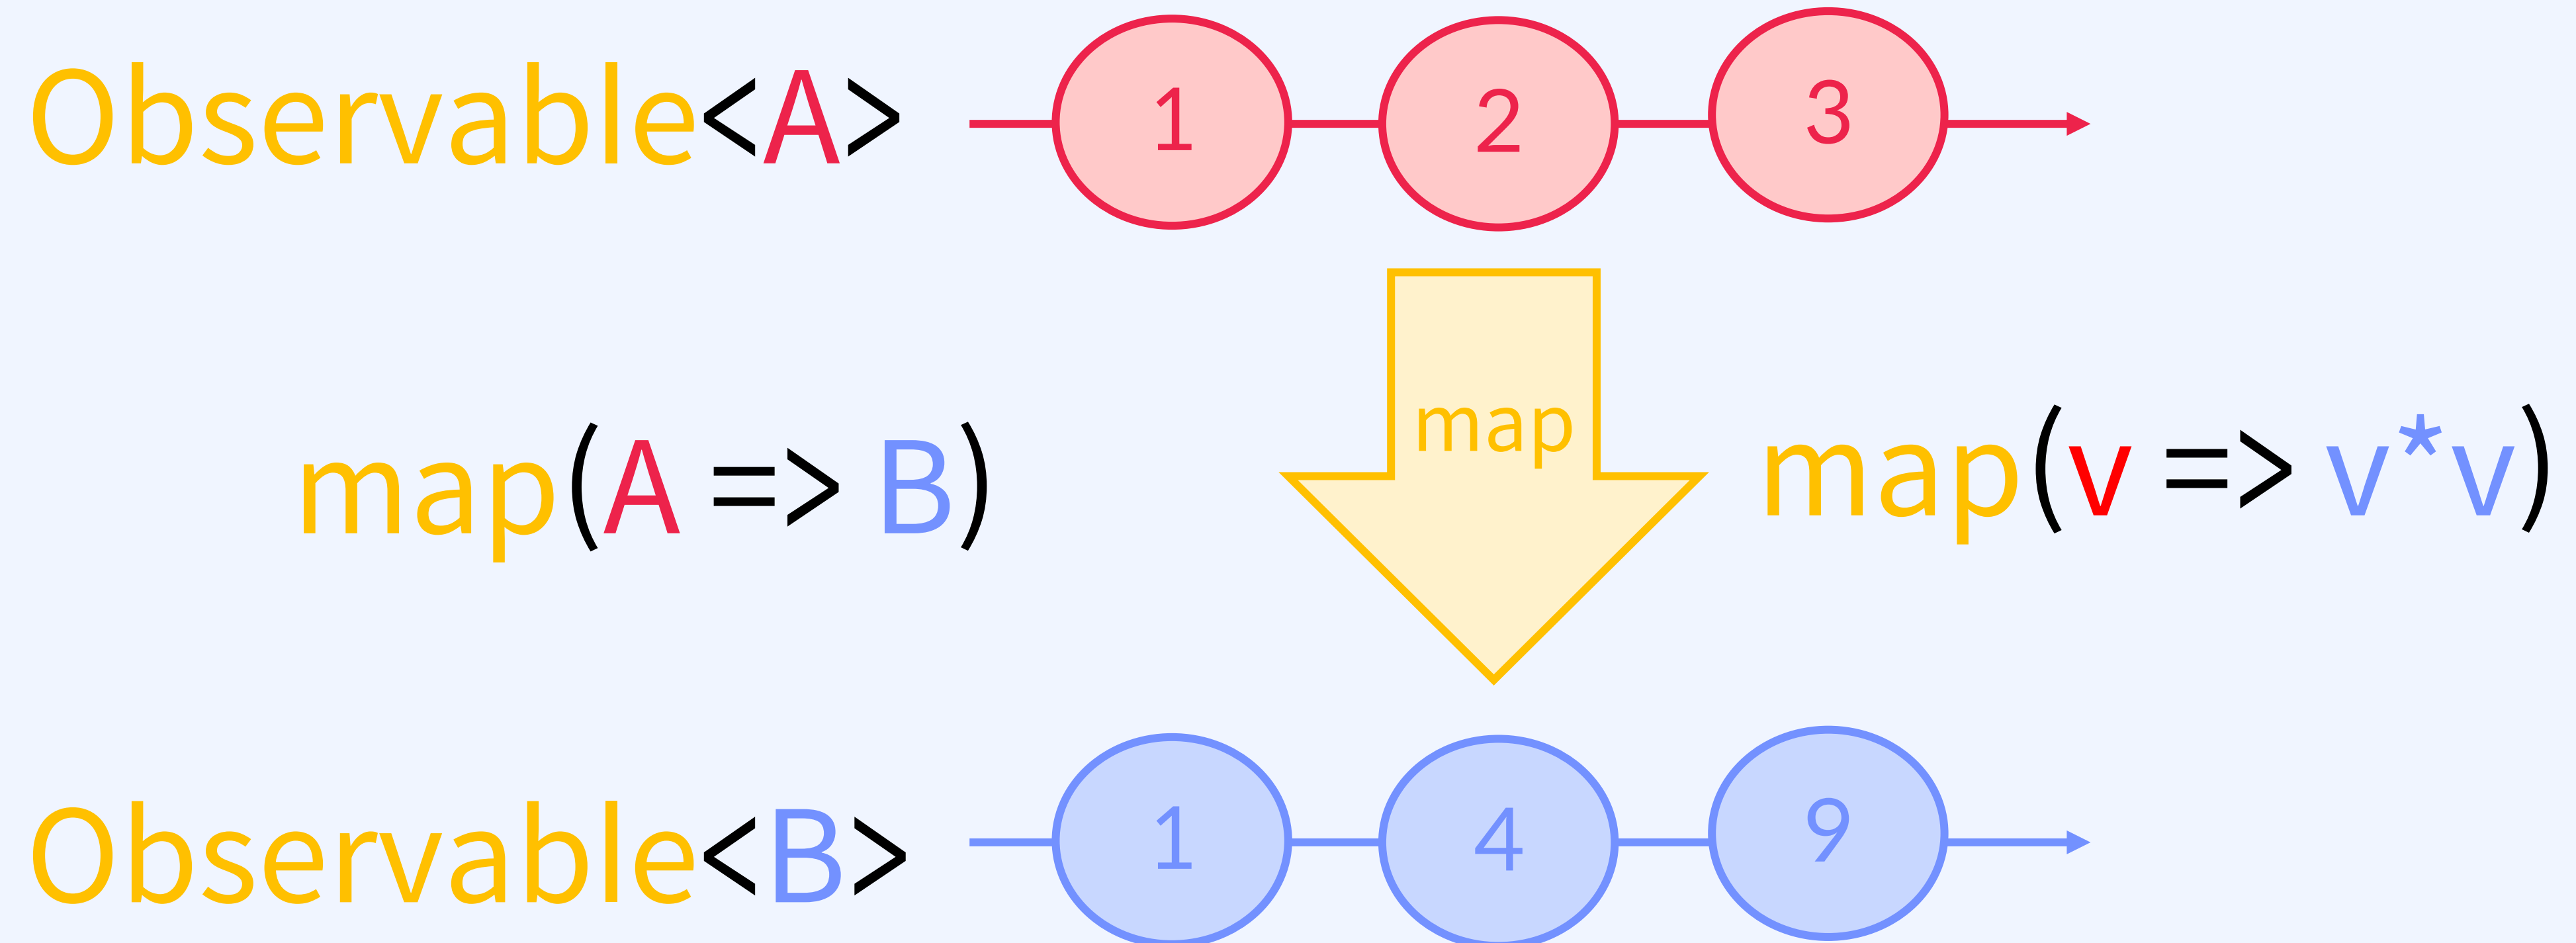 Observable<A> 1 2 3
map
map(A => B) map(v => v*v)
Observable<B> 1 4 9